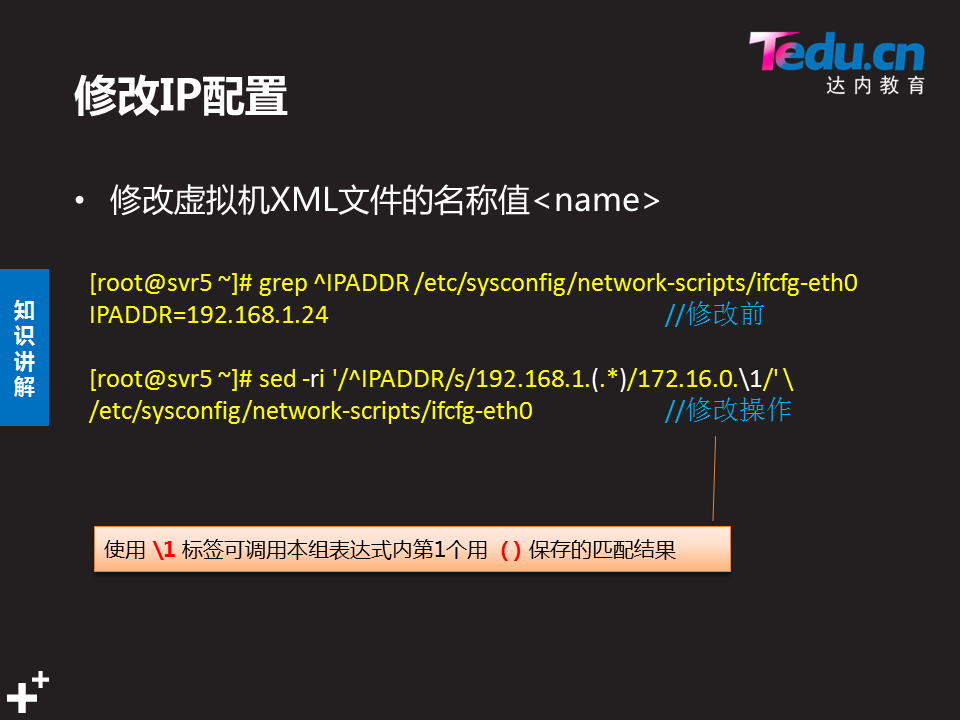 Tedu.cn
达内教育
修改IP配置
• 修改虚拟机XML文件的名称值<name>
[root@svr5 ~]# grep ^IPADDR /etc/sysconfig/network-scripts/ifcfg-eth0
IPADDR=192.168.1.24 //修改前
[root@svr5 ~]# sed -ri '/^IPADDR/s/192.168.1.(.*)/172.16.0.\1/' \
/etc/sysconfig/network-scripts/ifcfg-eth0 //修改操作
知识讲解
使用 \1 标签可调用本组表达式内第1个用 ( ) 保存的匹配结果